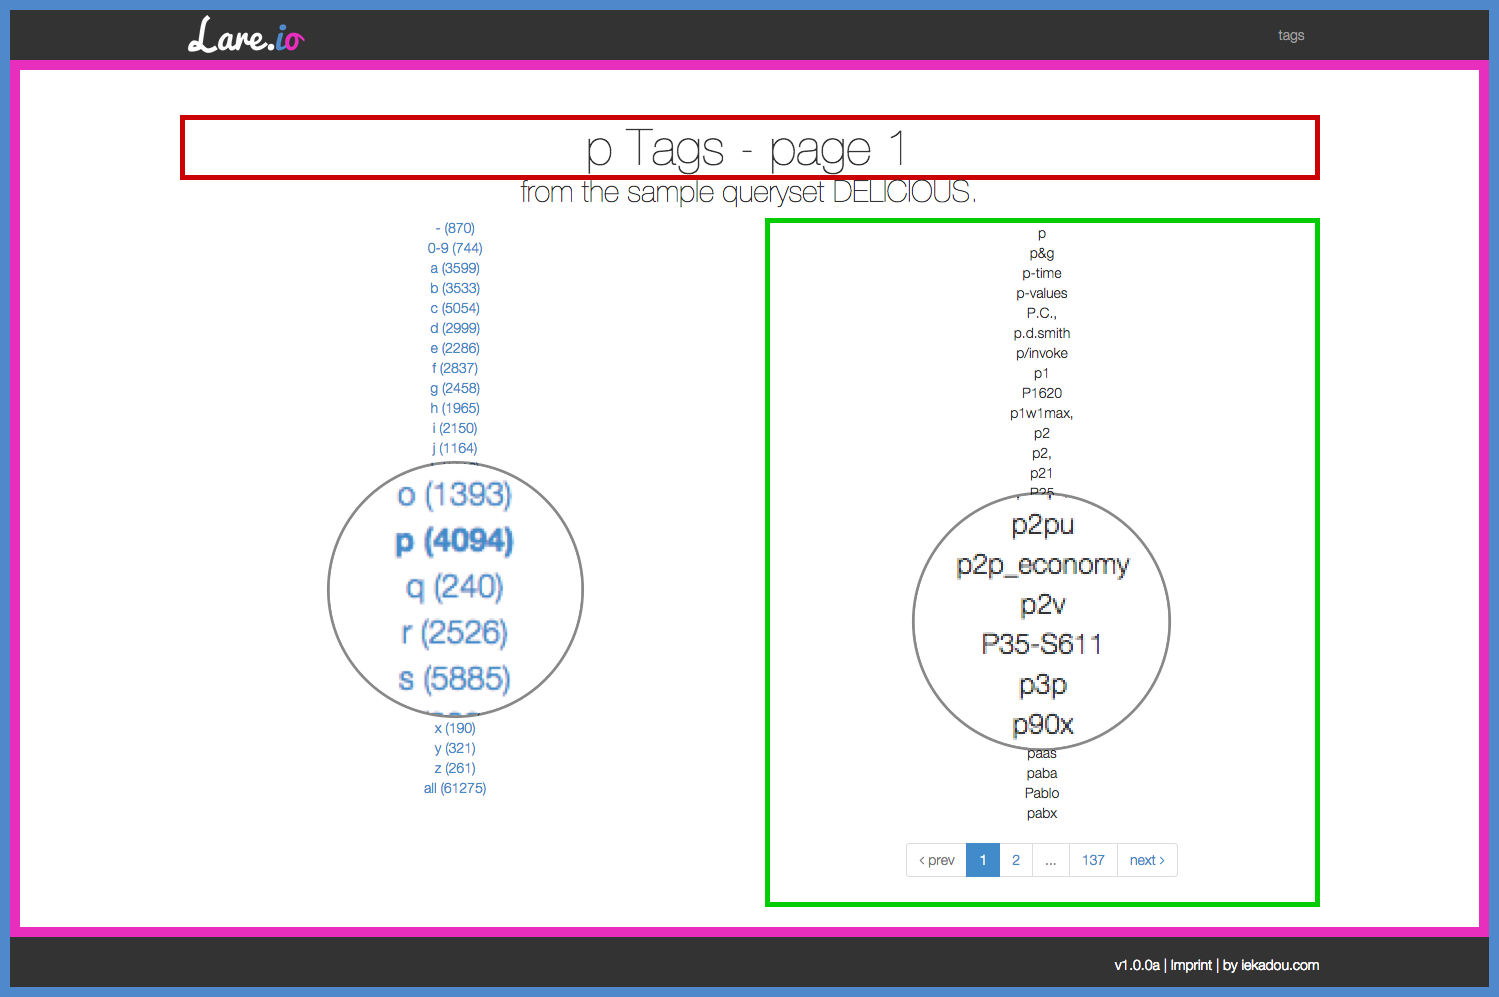 Lare.io
tags
p Tags - page 1
from the sample queryset DELICIOUS.
- (870)
0-9 (744)
a (3599)
b (3533)
c (5054)
d (2999)
e (2286)
f (2837)
g (2458)
h (1965)
i (2150)
j (1164)
o (1393)
p (4094)
q (240)
r (2526)
s (5885)
x (190)
y (321)
z (261)
all (61275)
p
p&g
p-time
p-values
P.C.,
p.d.smith
p/invoke
p1
P1620
p1w1max,
p2
p2,
p21
P25
p2pu
p2p_economy
p2v
P35-S611
p3p
p90x
paas
paba
Pablo
pabx
‹ prev 1 2 ... 137 next ›
v1.0.0a | Imprint | by iekadou.com